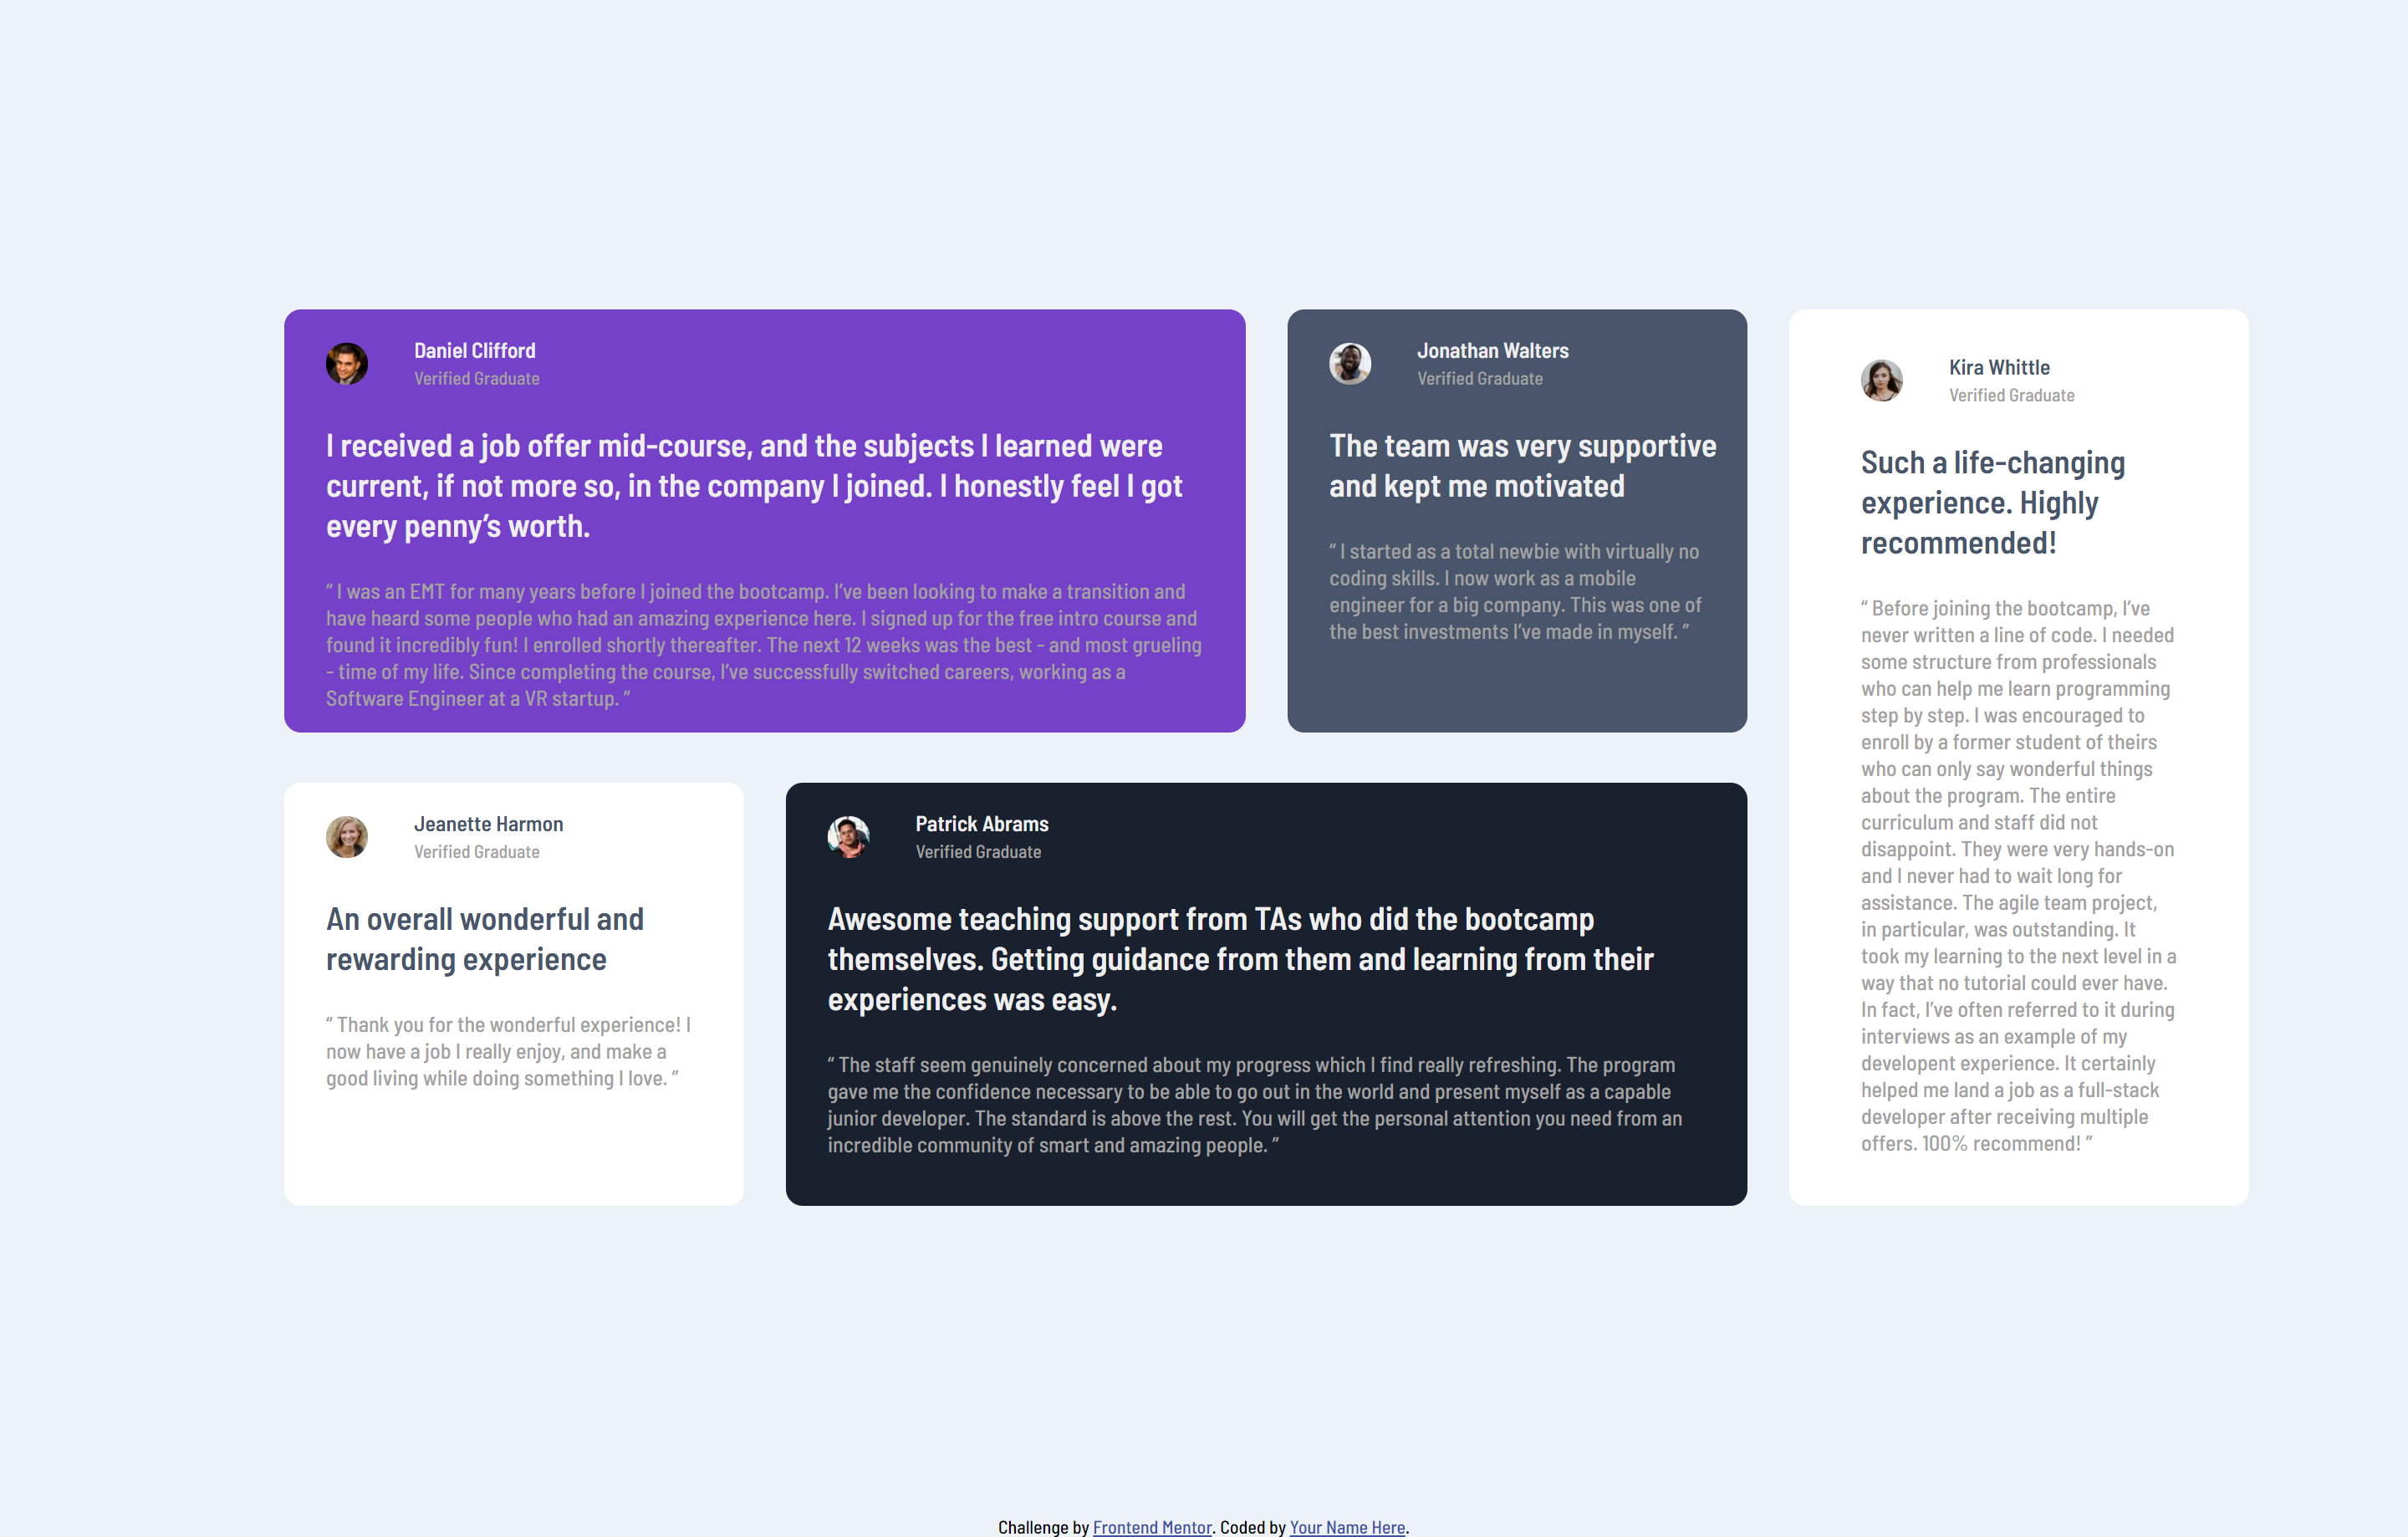 Daniel Clifford
Verified Graduate
I received a job offer mid-course, and the subjects I learned were
current, if not more so, in the company I joined. I honestly feel I got
every penny’s worth.
“ I was an EMT for many years before I joined the bootcamp. I’ve been looking to make a transition and
have heard some people who had an amazing experience here. I signed up for the free intro course and
found it incredibly fun! I enrolled shortly thereafter. The next 12 weeks was the best - and most grueling
- time of my life. Since completing the course, I’ve successfully switched careers, working as a
Software Engineer at a VR startup. ”
Jonathan Walters
Verified Graduate
The team was very supportive
and kept me motivated
“ I started as a total newbie with virtually no
coding skills. I now work as a mobile
engineer for a big company. This was one of
the best investments I’ve made in myself. ”
Kira Whittle
Verified Graduate
Such a life-changing
experience. Highly
recommended!
“ Before joining the bootcamp, I’ve
never written a line of code. I needed
some structure from professionals
who can help me learn programming
step by step. I was encouraged to
enroll by a former student of theirs
who can only say wonderful things
about the program. The entire
curriculum and staff did not
disappoint. They were very hands-on
and I never had to wait long for
assistance. The agile team project,
in particular, was outstanding. It
took my learning to the next level in a
way that no tutorial could ever have.
In fact, I’ve often referred to it during
interviews as an example of my
developent experience. It certainly
helped me land a job as a full-stack
developer after receiving multiple
offers. 100% recommend! ”
Jeanette Harmon
Verified Graduate
An overall wonderful and
rewarding experience
“ Thank you for the wonderful experience! I
now have a job I really enjoy, and make a
good living while doing something I love. ”
Patrick Abrams
Verified Graduate
Awesome teaching support from TAs who did the bootcamp
themselves. Getting guidance from them and learning from their
experiences was easy.
“ The staff seem genuinely concerned about my progress which I find really refreshing. The program
gave me the confidence necessary to be able to go out in the world and present myself as a capable
junior developer. The standard is above the rest. You will get the personal attention you need from an
incredible community of smart and amazing people. ”
Challenge by Frontend Mentor. Coded by Your Name Here.